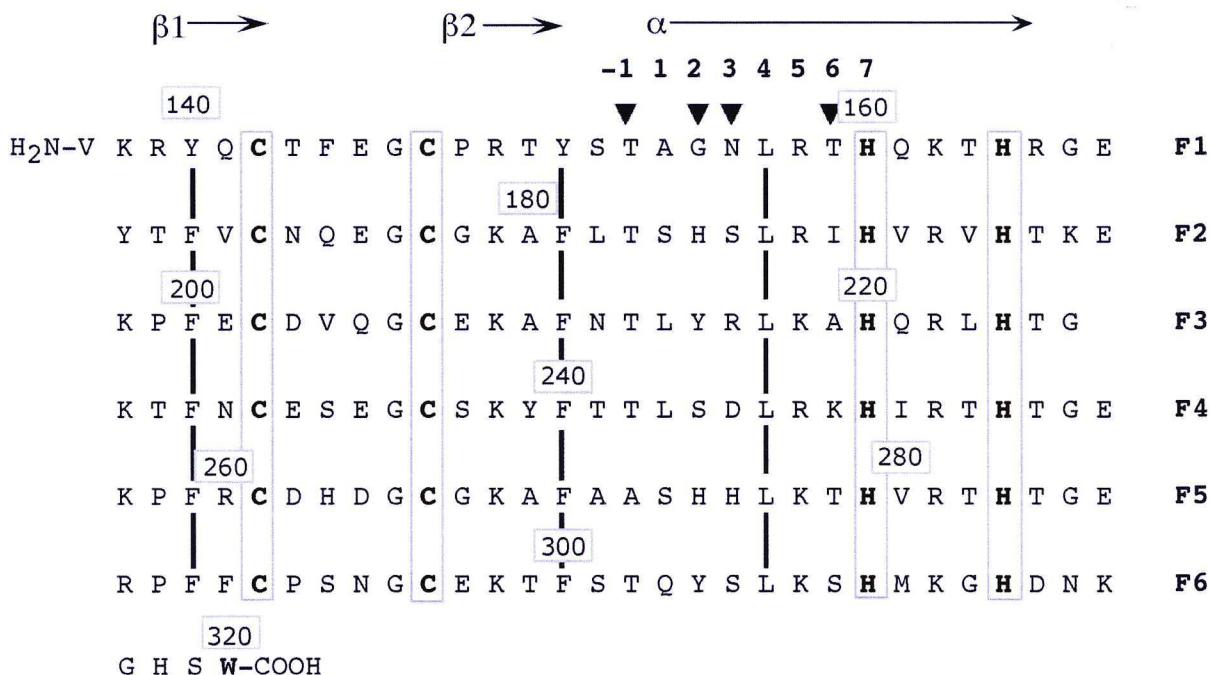 β1 β2 α
-1 1 2 3 4 5 6 7
140 160
H₂N-V K R Y Q C T F E G C P R T Y S T A G N L R T H Q K T H R G E F1
180
Y T F V C N Q E G C G K A F L T S H S L R I H V R V H T K E F2
200 220
K P F E C D V Q G C E K A F N T L Y R L K A H Q R L H T G F3
240
K T F N C E S E G C S K Y F T T L S D L R K H I R T H T G E F4
260 280
K P F R C D H D G C G K A F A A S H H L K T H V R T H T G E F5
300
R P F F C P S N G C E K T F S T Q Y S L K S H M K G H D N K F6
320
G H S W-COOH